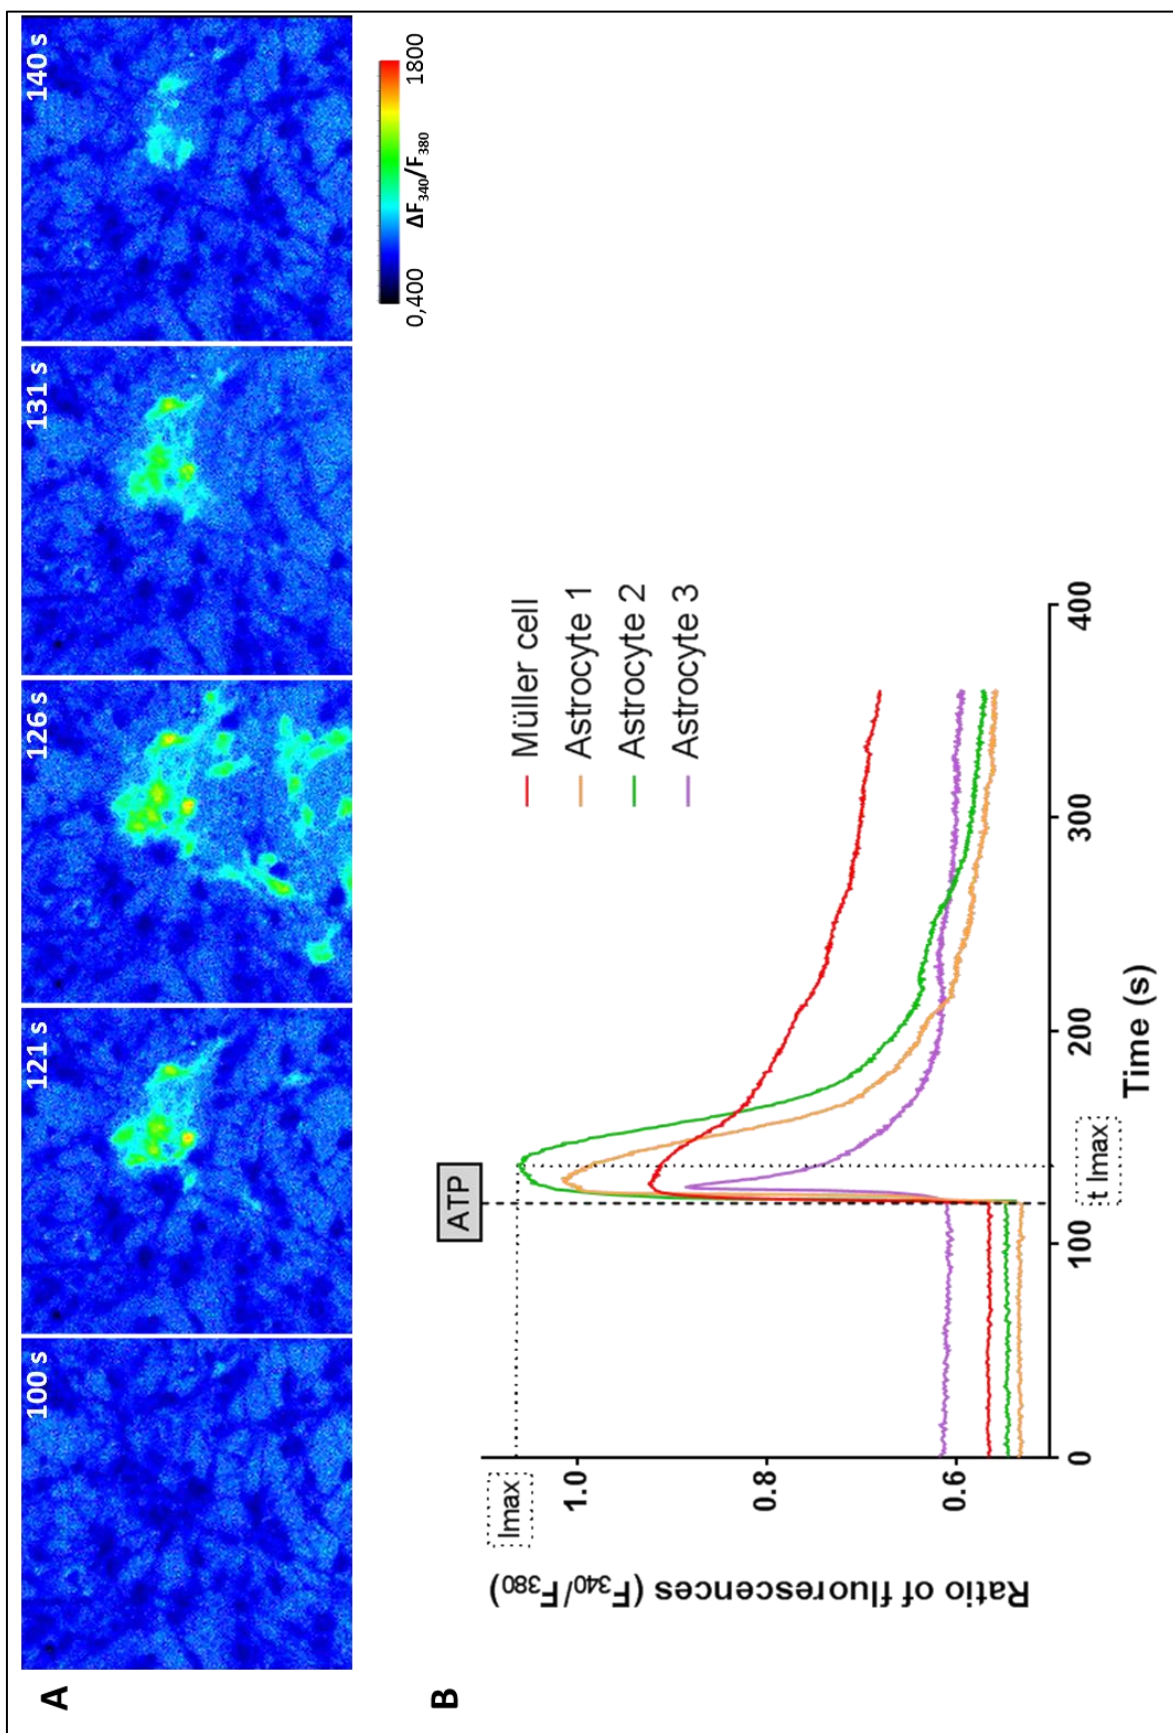 A
100 s
121 s
126 s
131 s
140 s
0,400
1800
ΔF340/F380
B
Ratio of fluorescences (F340/F380)
Imax
1.0
0.8
0.6
ATP
Müller cell
Astrocyte 1
Astrocyte 2
Astrocyte 3
0
100
200
300
400
t Imax
Time (s)